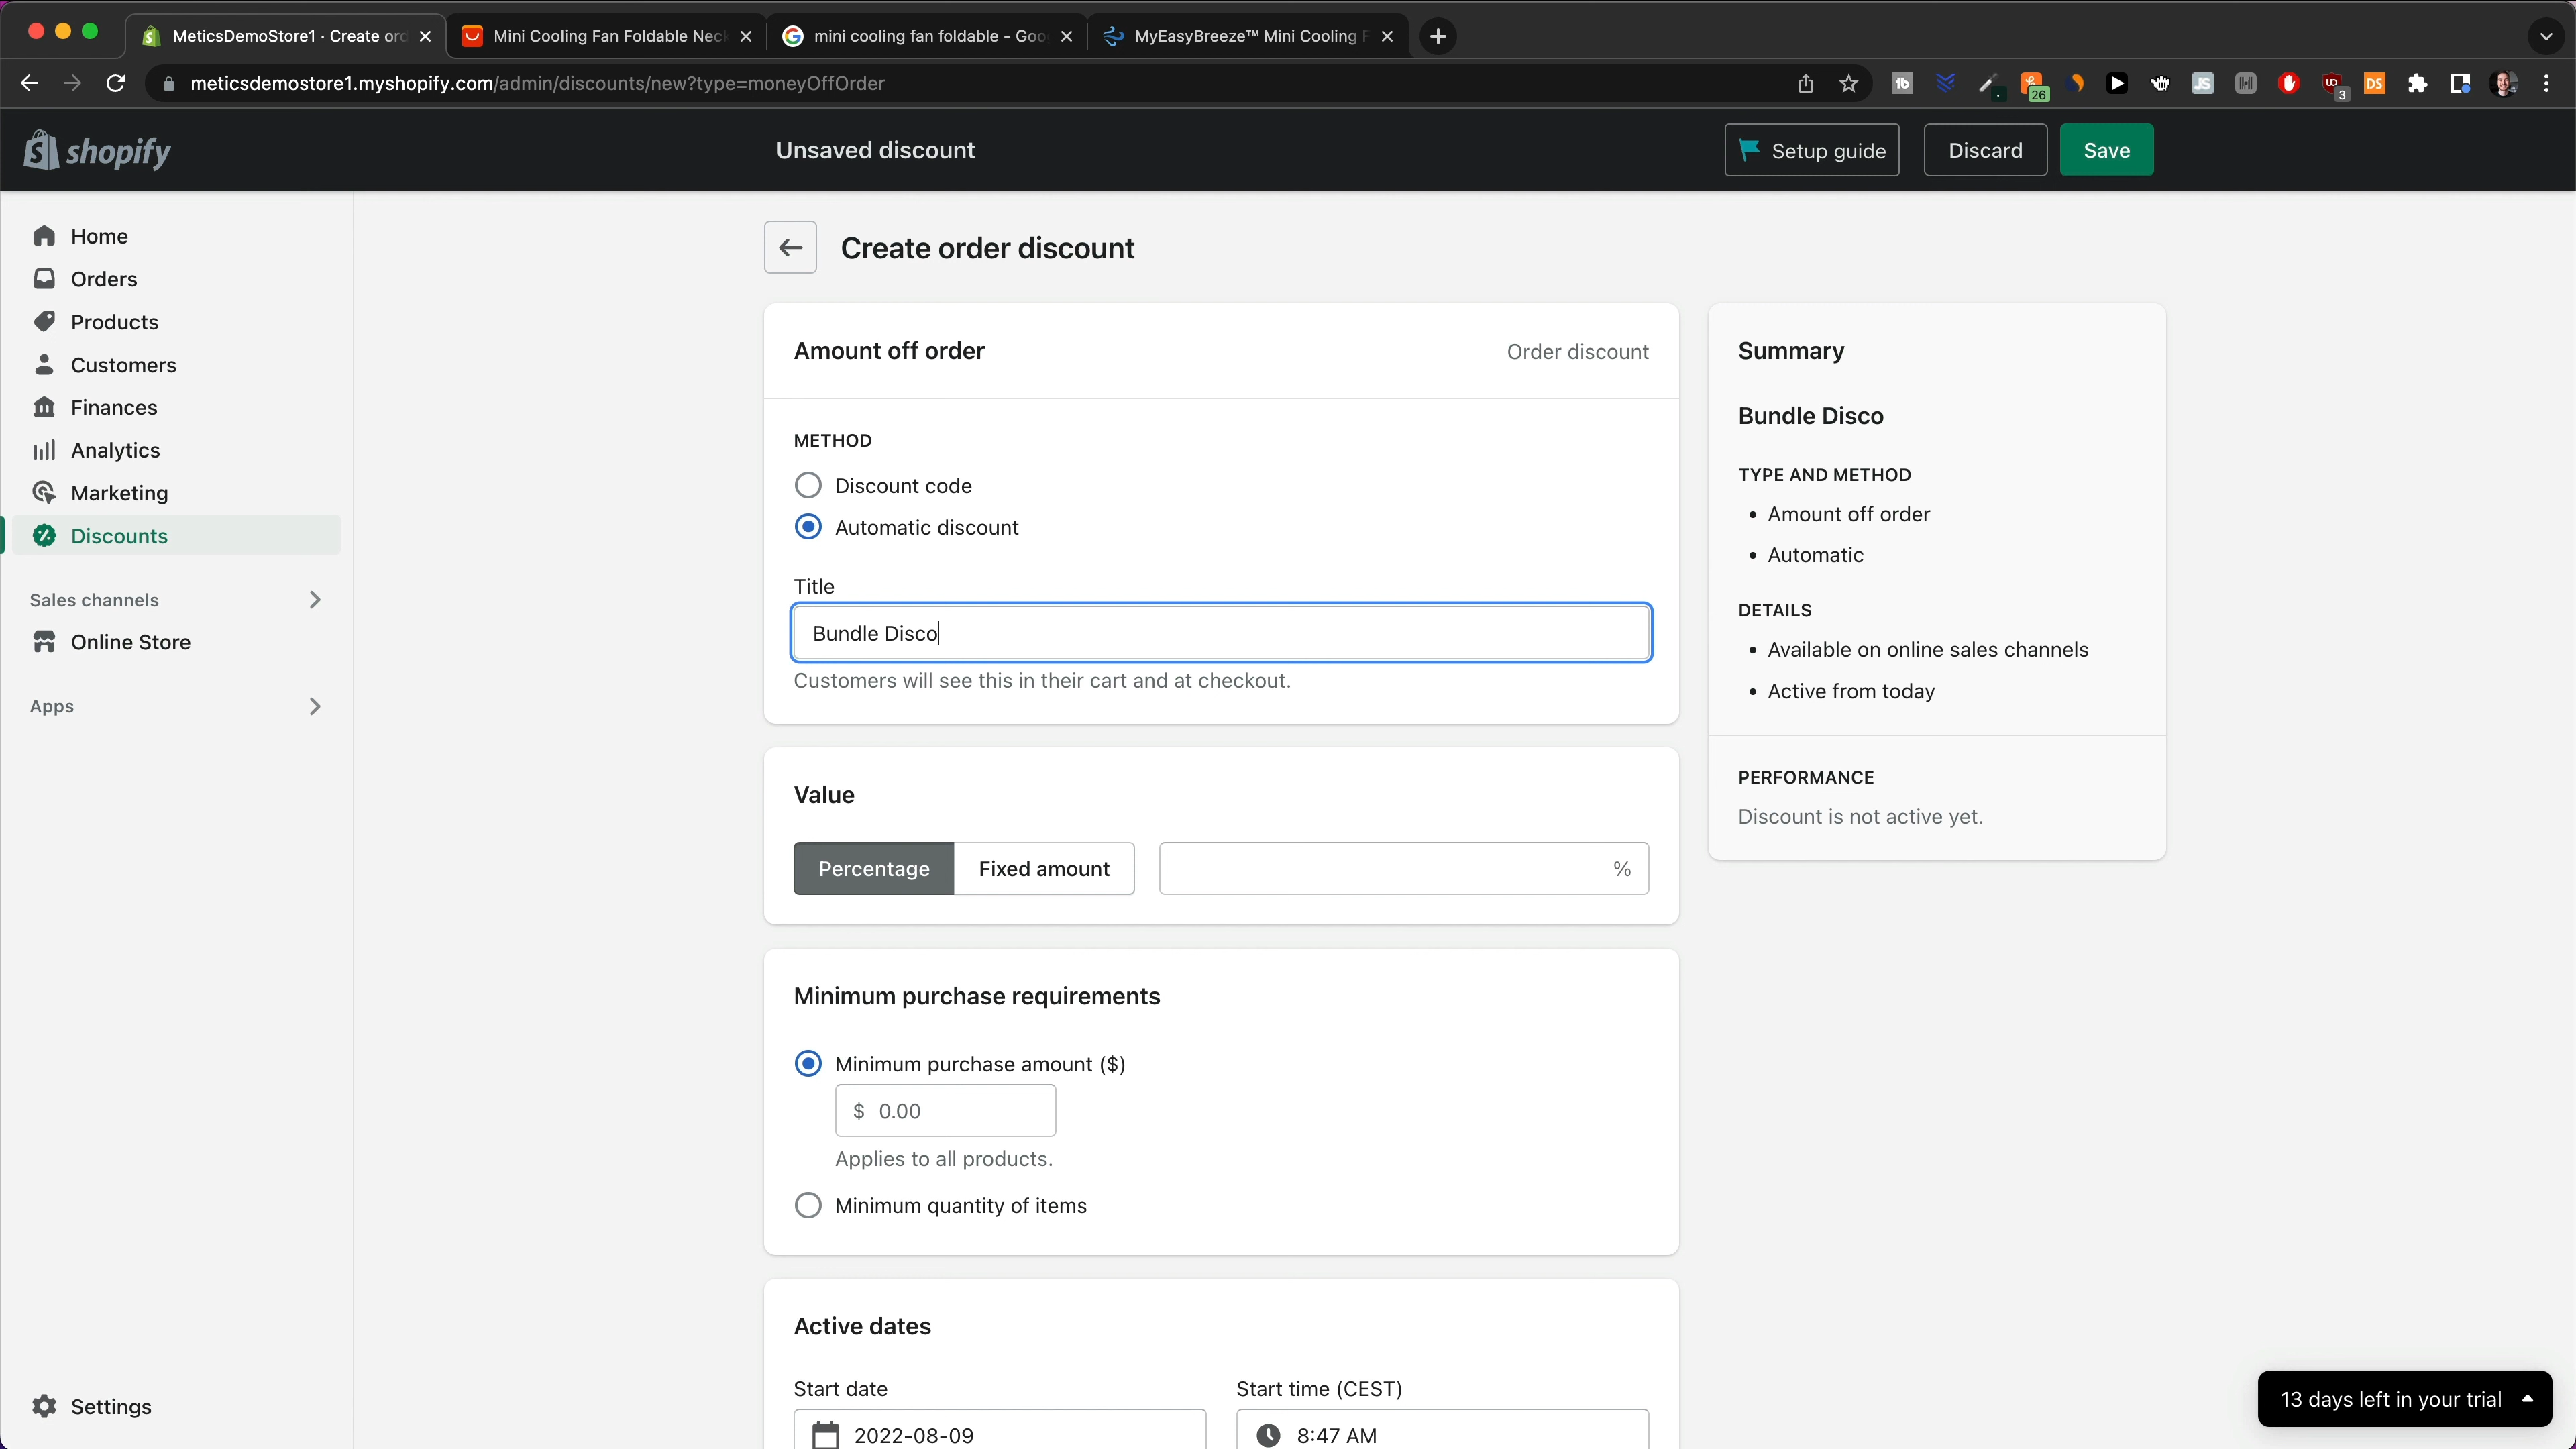 MeticsDemoStore1 · Create ord
Mini Cooling Fan Foldable Neck
mini cooling fan foldable - Goo
MyEasyBreeze™ Mini Cooling F
meticsdemostore1.myshopify.com/admin/discounts/new?type=moneyOffOrder
26
3
DS
JS
shopify
Unsaved discount
Setup guide
Discard
Save
Home
Orders
Products
Customers
Finances
Analytics
Marketing
Discounts
Sales channels
Online Store
Apps
Settings
Create order discount
Amount off order
Order discount
METHOD
Discount code
Automatic discount
Title
Bundle Disco
Customers will see this in their cart and at checkout.
Value
Percentage
Fixed amount
%
Minimum purchase requirements
Minimum purchase amount ($)
$ 0.00
Applies to all products.
Minimum quantity of items
Active dates
Start date
Start time (CEST)
2022-08-09
8:47 AM
Summary
Bundle Disco
TYPE AND METHOD
• Amount off order
• Automatic
DETAILS
• Available on online sales channels
• Active from today
PERFORMANCE
Discount is not active yet.
13 days left in your trial